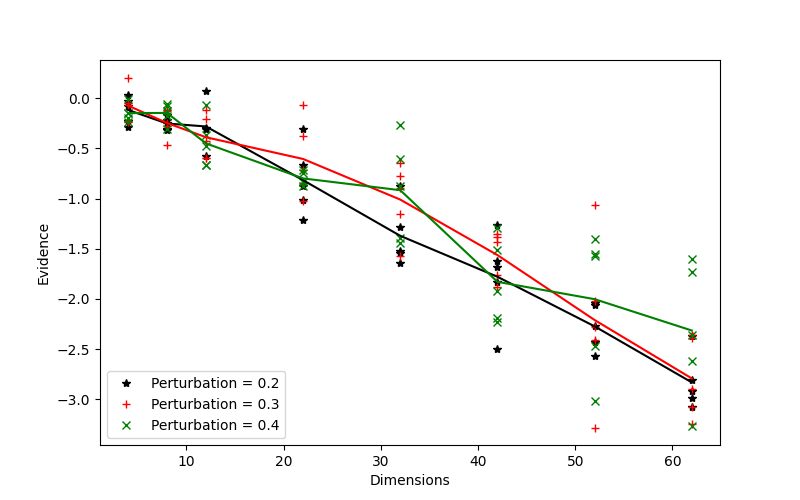 0.0
−0.5
−1.0
−1.5
−2.0
−2.5
−3.0
Evidence
Perturbation = 0.2
Perturbation = 0.3
Perturbation = 0.4
10 20 30 40 50 60
Dimensions